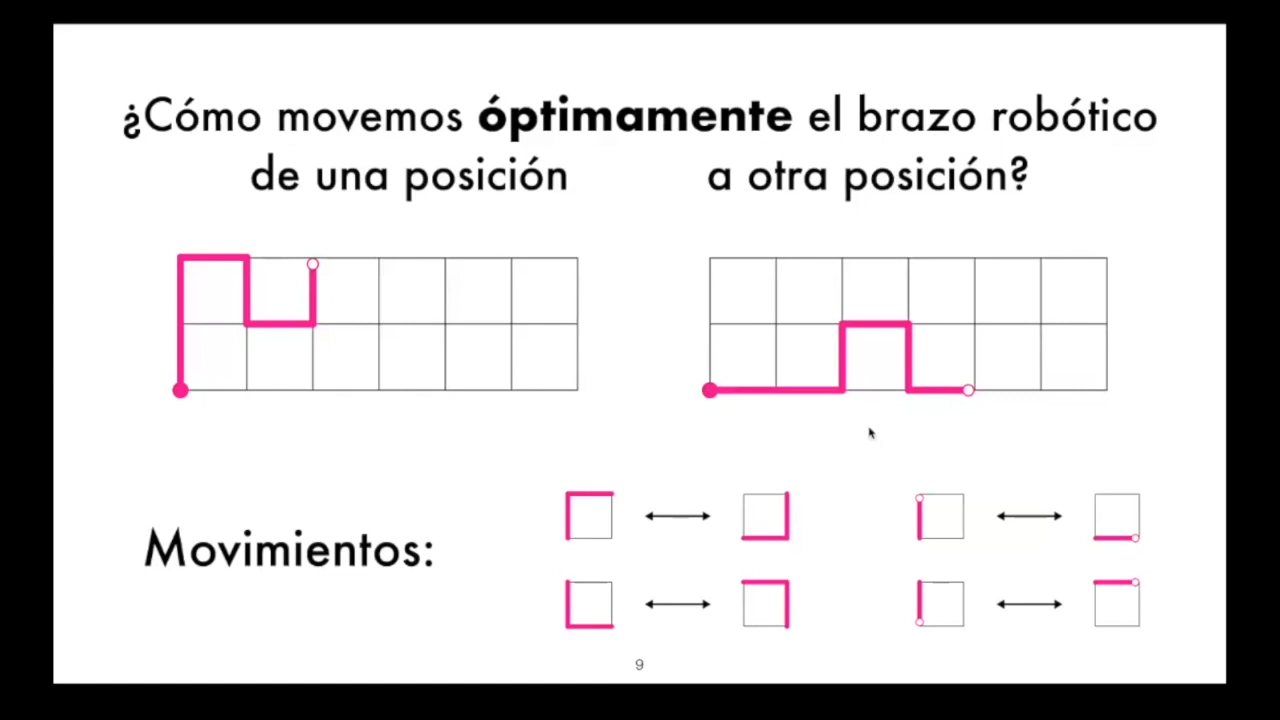 ¿Cómo movemos óptimamente el brazo robótico
de una posición a otra posición?
Movimientos:
9